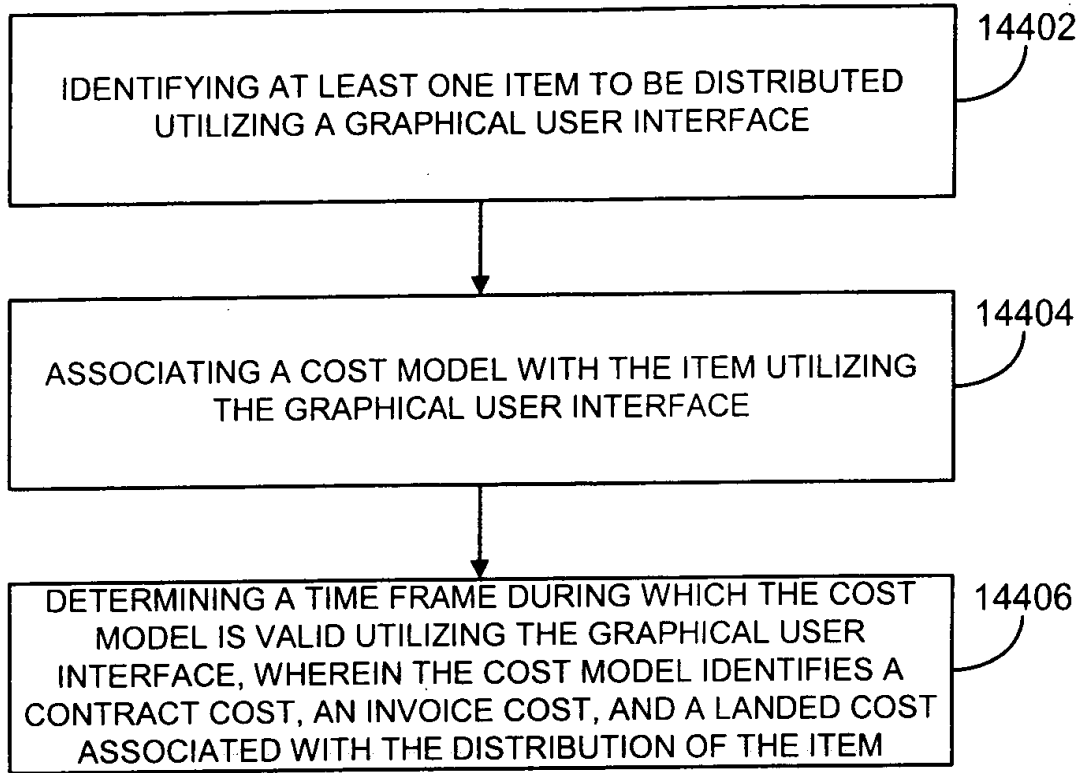 14402
IDENTIFYING AT LEAST ONE ITEM TO BE DISTRIBUTED
UTILIZING A GRAPHICAL USER INTERFACE
14404
ASSOCIATING A COST MODEL WITH THE ITEM UTILIZING
THE GRAPHICAL USER INTERFACE
14406
DETERMINING A TIME FRAME DURING WHICH THE COST
MODEL IS VALID UTILIZING THE GRAPHICAL USER
INTERFACE, WHEREIN THE COST MODEL IDENTIFIES A
CONTRACT COST, AN INVOICE COST, AND A LANDED COST
ASSOCIATED WITH THE DISTRIBUTION OF THE ITEM